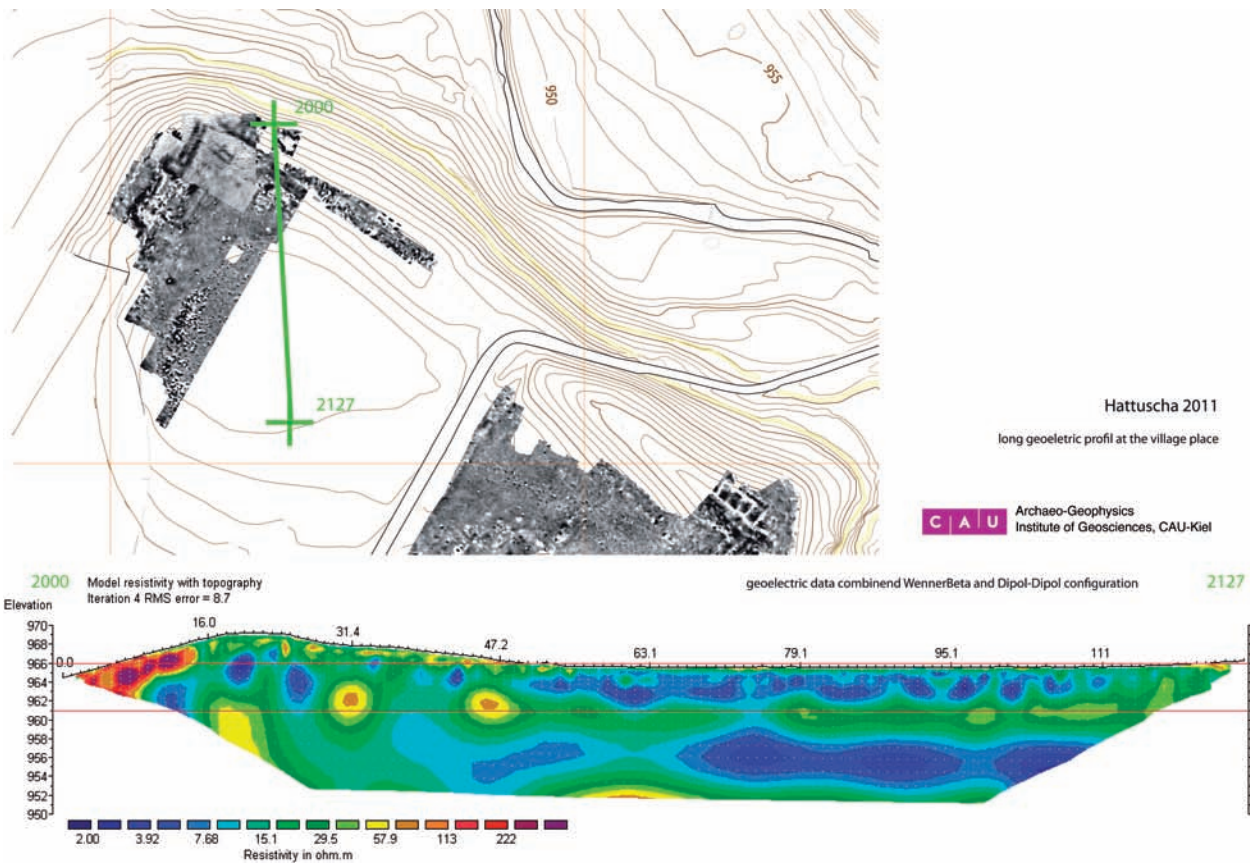 2000
950
955
2127
Hattuscha 2011
long geoeletric profil at the village place
CAU
Archaeo-Geophysics
Institute of Geosciences, CAU-Kiel
2000
Model resistivity with topography
Iteration 4 RMS error = 8.7
geoelectric data combinend WennerBeta and Dipol-Dipol configuration
2127
Elevation
970
968
966
964
962
960
958
956
954
952
950
0.0
16.0
31.4
47.2
63.1
79.1
95.1
111
2.00 3.92 7.68 15.1 29.5 57.9 113 222
Resistivity in ohm.m